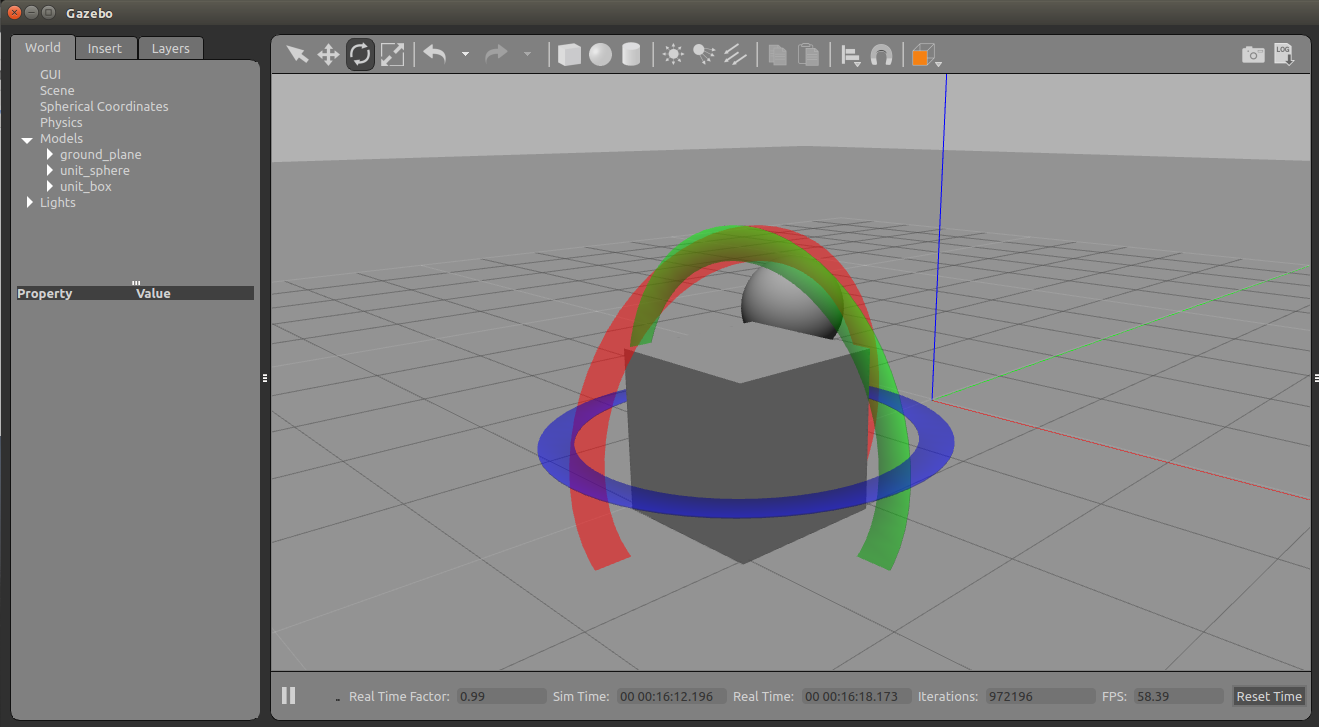 Gazebo
World Insert Layers
GUI
Scene
Spherical Coordinates
Physics
Models
ground_plane
unit_sphere
unit_box
Lights
Property Value
LOG
Real Time Factor: 0.99 Sim Time: 00 00:16:12.196 Real Time: 00 00:16:18.173 Iterations: 972196 FPS: 58.39 Reset Time